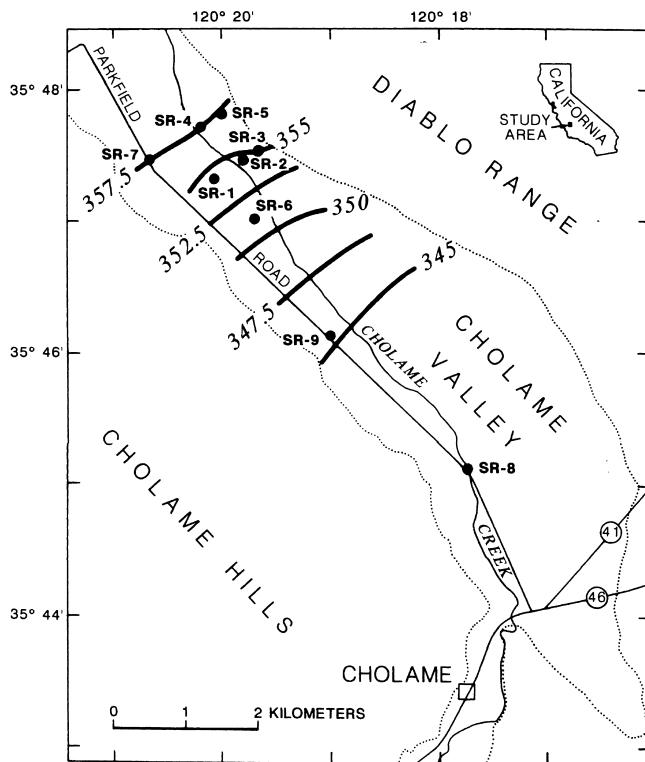 120° 20'
120° 18'
35° 48'
PARKFIELD
DIABLO RANGE
CALIFORNIA
STUDY
AREA
SR-5
SR-4
SR-3
355
SR-7
SR-2
357.5
SR-1
SR-6
350
352.5
ROAD
345
347.5
SR-9
35° 46'
CHOLAME
CHOLAME
VALLEY
CHOLAME HILLS
SR-8
CREEK
41
46
35° 44'
CHOLAME
0 1 2 KILOMETERS